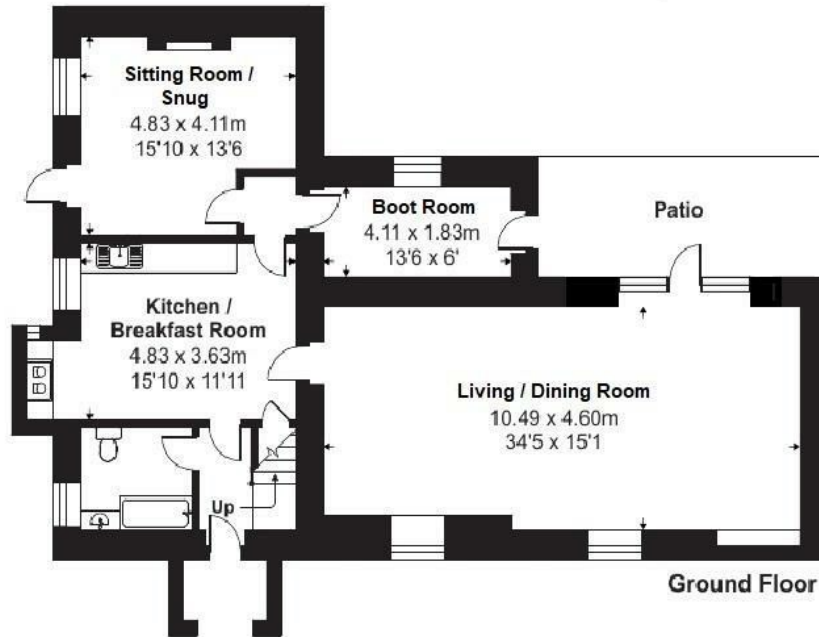 Sitting Room /
Snug
4.83 x 4.11m
15'10 x 13'6
Boot Room
4.11 x 1.83m
13'6 x 6'
Patio
Kitchen /
Breakfast Room
4.83 x 3.63m
15'10 x 11'11
Living / Dining Room
10.49 x 4.60m
34'5 x 15'1
Up
Ground Floor